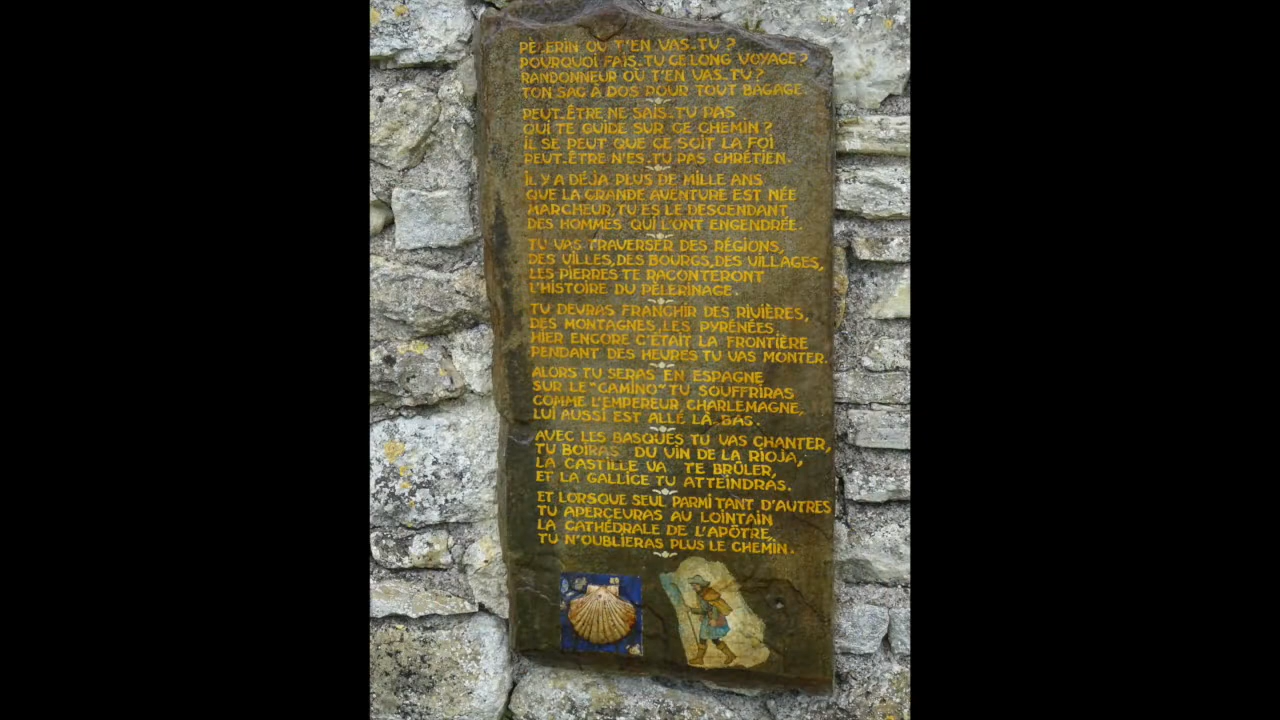 PÈLERIN OÙ T'EN VAS-TU ?
POURQUOI FAIS-TU CE LONG VOYAGE ?
RANDONNEUR OÙ T'EN VAS-TU ?
TON SAC À DOS POUR TOUT BAGAGE.
PEUT-ÊTRE NE SAIS-TU PAS
QUI TE GUIDE SUR CE CHEMIN ?
IL SE PEUT QUE CE SOIT LA FOI
PEUT-ÊTRE N'ES-TU PAS CHRÉTIEN.
IL Y A DÉJA PLUS DE MILLE ANS
QUE LA GRANDE AVENTURE EST NÉE
MARCHEUR, TU ES LE DESCENDANT
DES HOMMES QUI L'ONT ENGENDRÉE.
TU VAS TRAVERSER DES RÉGIONS,
DES VILLES, DES BOURGS, DES VILLAGES,
LES PIERRES TE RACONTERONT
L'HISTOIRE DU PÈLERINAGE.
TU DEVRAS FRANCHIR DES RIVIÈRES,
DES MONTAGNES, LES PYRÉNÉES,
HIER ENCORE C'ÉTAIT LA FRONTIÈRE
PENDANT DES HEURES TU VAS MONTER.
ALORS TU SERAS EN ESPAGNE
SUR LE "CAMINO" TU SOUFFRIRAS
COMME L'EMPEREUR CHARLEMAGNE,
LUI AUSSI EST ALLÉ LÀ-BAS.
AVEC LES BASQUES TU VAS CHANTER,
TU BOIRAS DU VIN DE LA RIOJA,
LA CASTILLE VA TE BRÛLER,
ET LA GALLICE TU ATTEINDRAS.
ET LORSQUE SEUL PARMI TANT D'AUTRES
TU APERCEVRAS AU LOINTAIN
LA CATHÉDRALE DE L'APÔTRE,
TU N'OUBLIERAS PLUS LE CHEMIN.